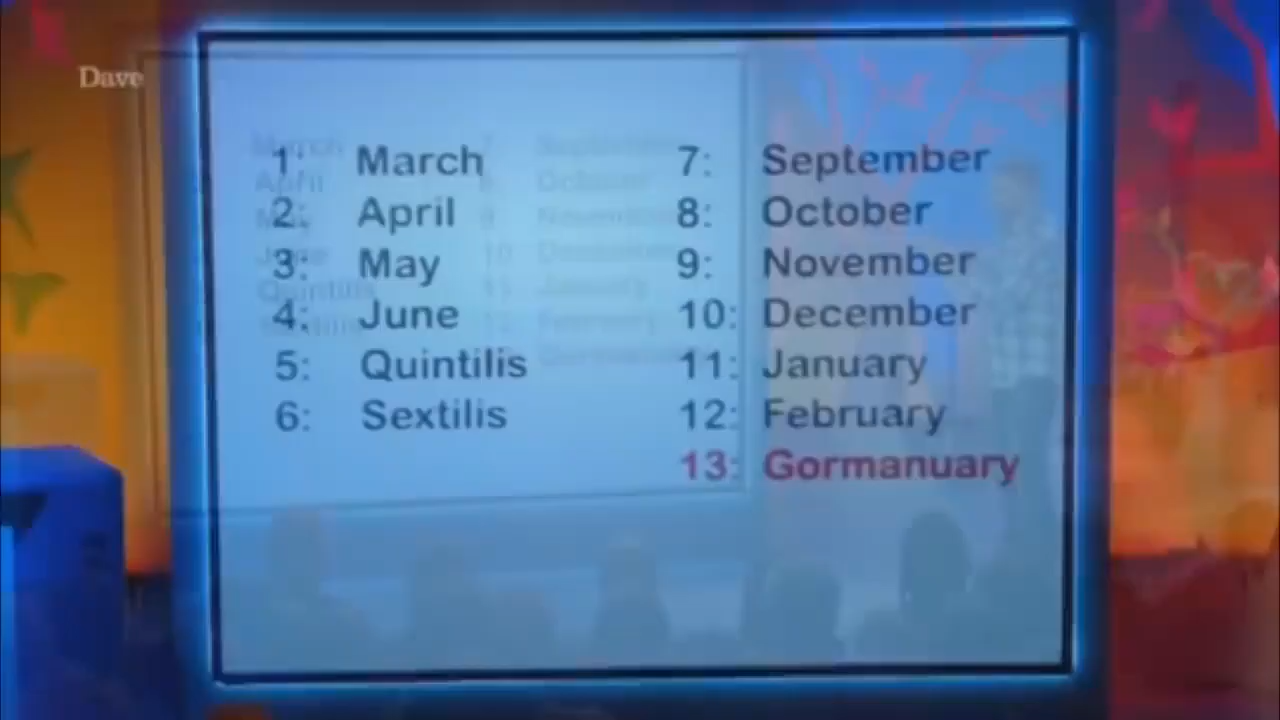 Dave
1: March
2: April
3: May
4: June
5: Quintilis
6: Sextilis
7: September
8: October
9: November
10: December
11: January
12: February
13: Gormanuary